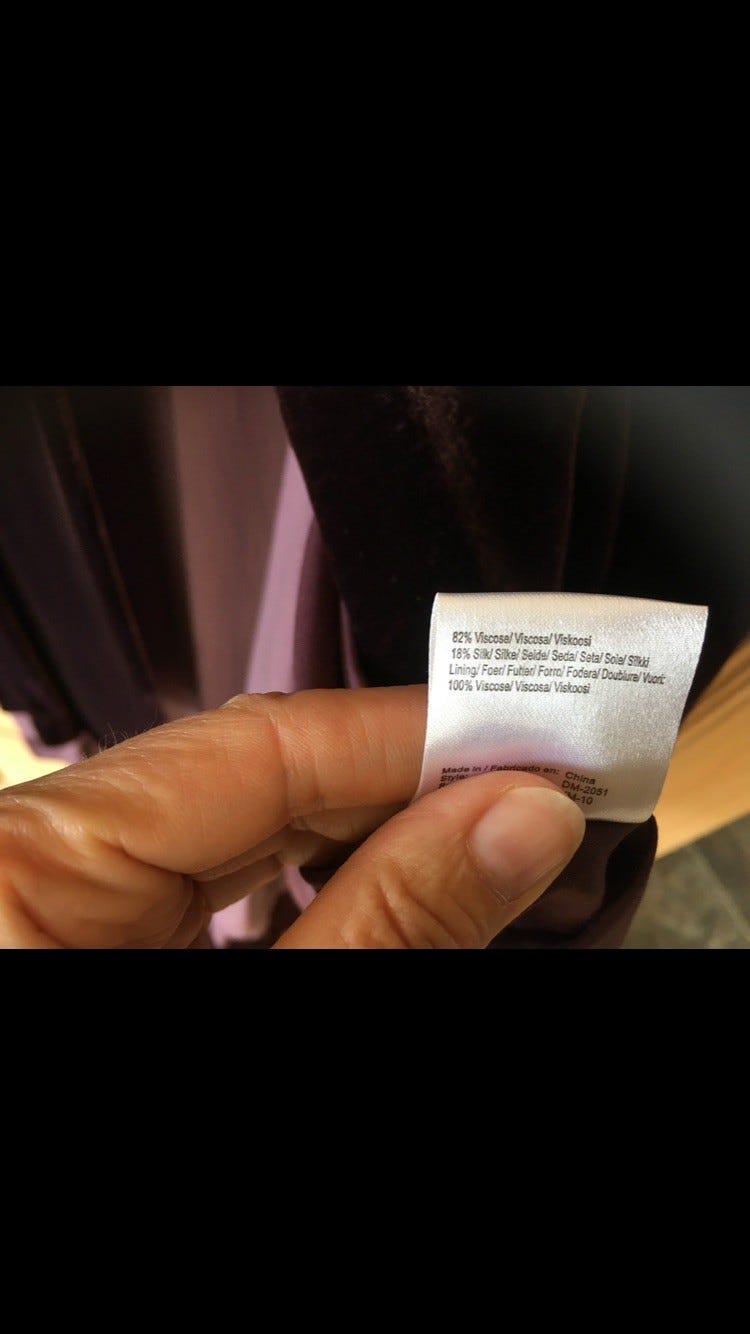 82% Viscose/ Viscosa/ Viskoosi
18% Silk/ Silke/ Seide/ Seda/ Seta/ Soie/ Silkki
Lining/ Foer/ Futter/ Forro/ Fodera/ Doublure/ Vuori:
100% Viscose/ Viscosa/ Viskoosi
Made in / Fabricado en: China
Style: DM-2051